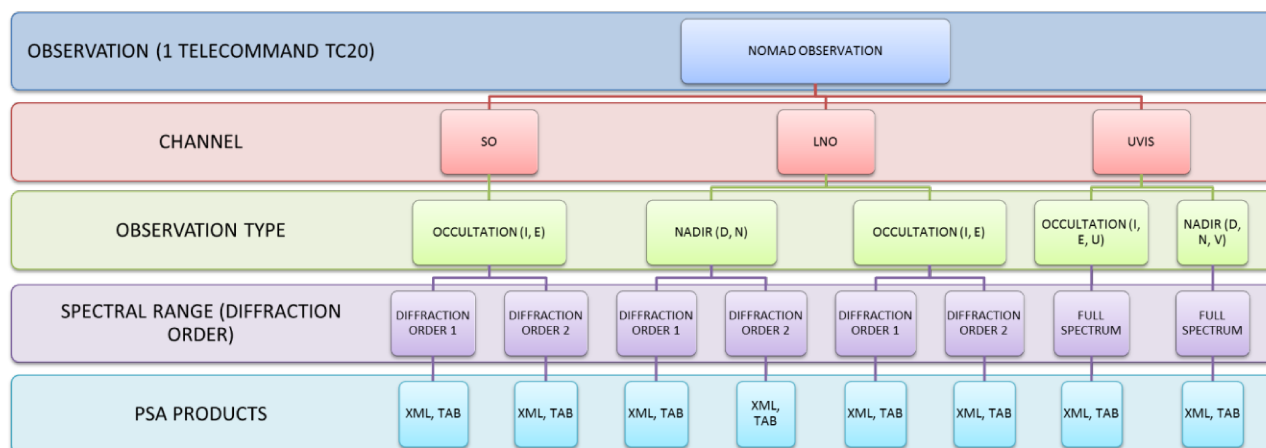 OBSERVATION (1 TELECOMMAND TC20)
NOMAD OBSERVATION
CHANNEL
SO
LNO
UVIS
OBSERVATION TYPE
OCCULTATION (I, E)
NADIR (D, N)
OCCULTATION (I, E)
OCCULTATION (I,
E, U)
NADIR (D,
N, V)
SPECTRAL RANGE (DIFFRACTION
ORDER)
DIFFRACTION
ORDER 1
DIFFRACTION
ORDER 2
DIFFRACTION
ORDER 1
DIFFRACTION
ORDER 2
DIFFRACTION
ORDER 1
DIFFRACTION
ORDER 2
FULL
SPECTRUM
FULL
SPECTRUM
PSA PRODUCTS
XML, TAB
XML, TAB
XML, TAB
XML,
TAB
XML, TAB
XML, TAB
XML, TAB
XML, TAB